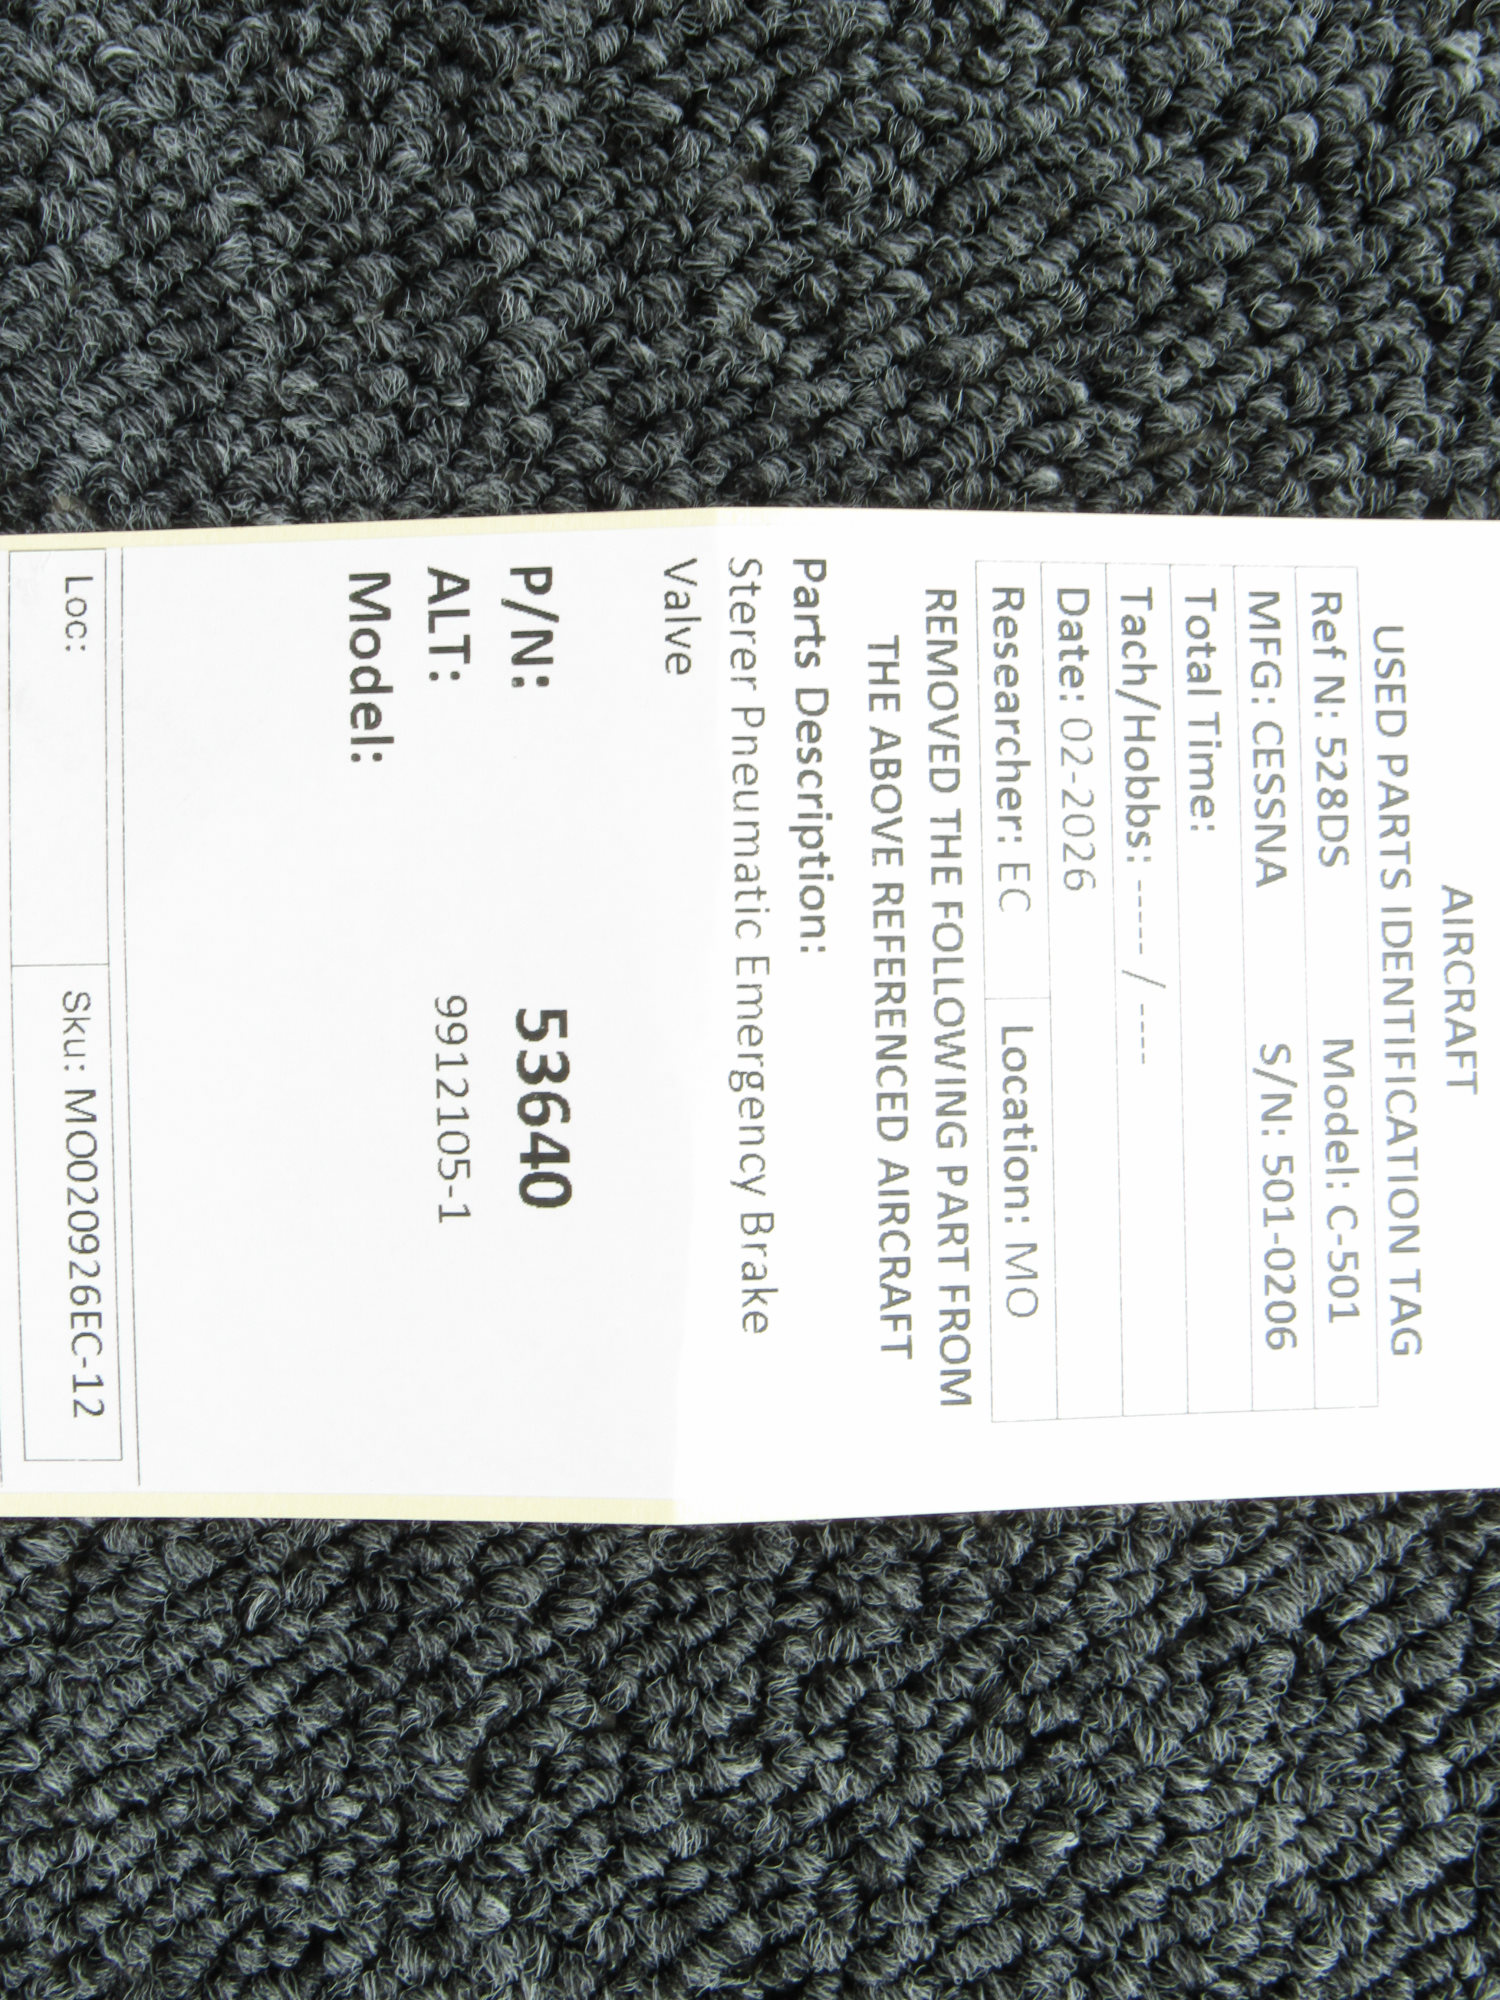 AIRCRAFT
USED PARTS IDENTIFICATION TAG
Ref N: 528DS Model: C-501
MFG: CESSNA S/N: 501-0206
Total Time:
Tach/Hobbs: ----- / ----
Date: 02-2026
Researcher: EC Location: MO
REMOVED THE FOLLOWING PART FROM
THE ABOVE REFERENCED AIRCRAFT
Parts Description:
Sterer Pneumatic Emergency Brake
Valve
P/N: 53640
ALT: 9912105-1
Model:
Loc: Sku: MO020926EC-12